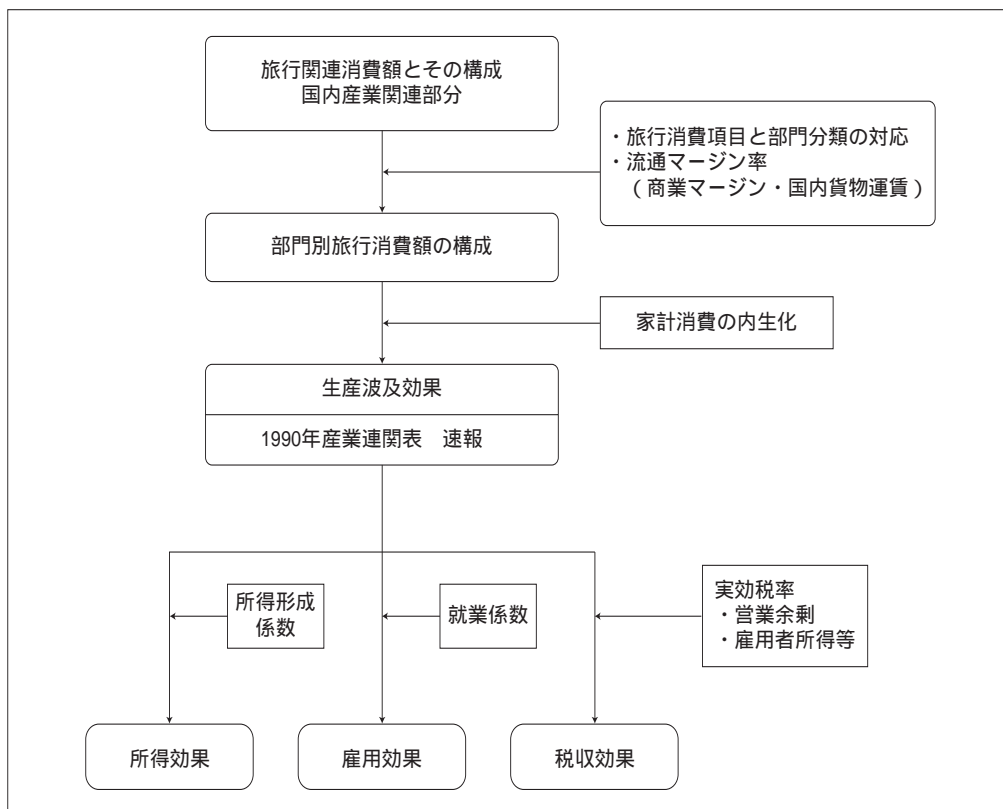 旅行関連消費額とその構成
国内産業関連部分
・旅行消費項目と部門分類の対応
・流通マージン率
（商業マージン・国内貨物運賃）
部門別旅行消費額の構成
家計消費の内生化
生産波及効果
1990年産業連関表　速報
所得形成
係数
就業係数
実効税率
・営業余剰
・雇用者所得等
所得効果
雇用効果
税収効果